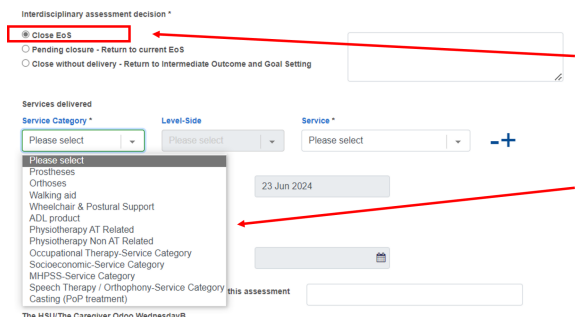 Interdisciplinary assessment decision *
Close EoS
Pending closure - Return to current EoS
Close without delivery - Return to Intermediate Outcome and Goal Setting
Services delivered
Service Category * Level-Side Service *
Please select Please select Please select -+
Please select
Prostheses
Orthoses
Walking aid
Wheelchair & Postural Support
23 Jun 2024
ADL product
Physiotherapy AT Related
Physiotherapy Non AT Related
Occupational Therapy-Service Category
Socioeconomic-Service Category
MHPSS-Service Category
Speech Therapy / Orthophony-Service Category this assessment
Casting (PoP treatment)
The HSU/The Caregiver Odoo WednesdayB